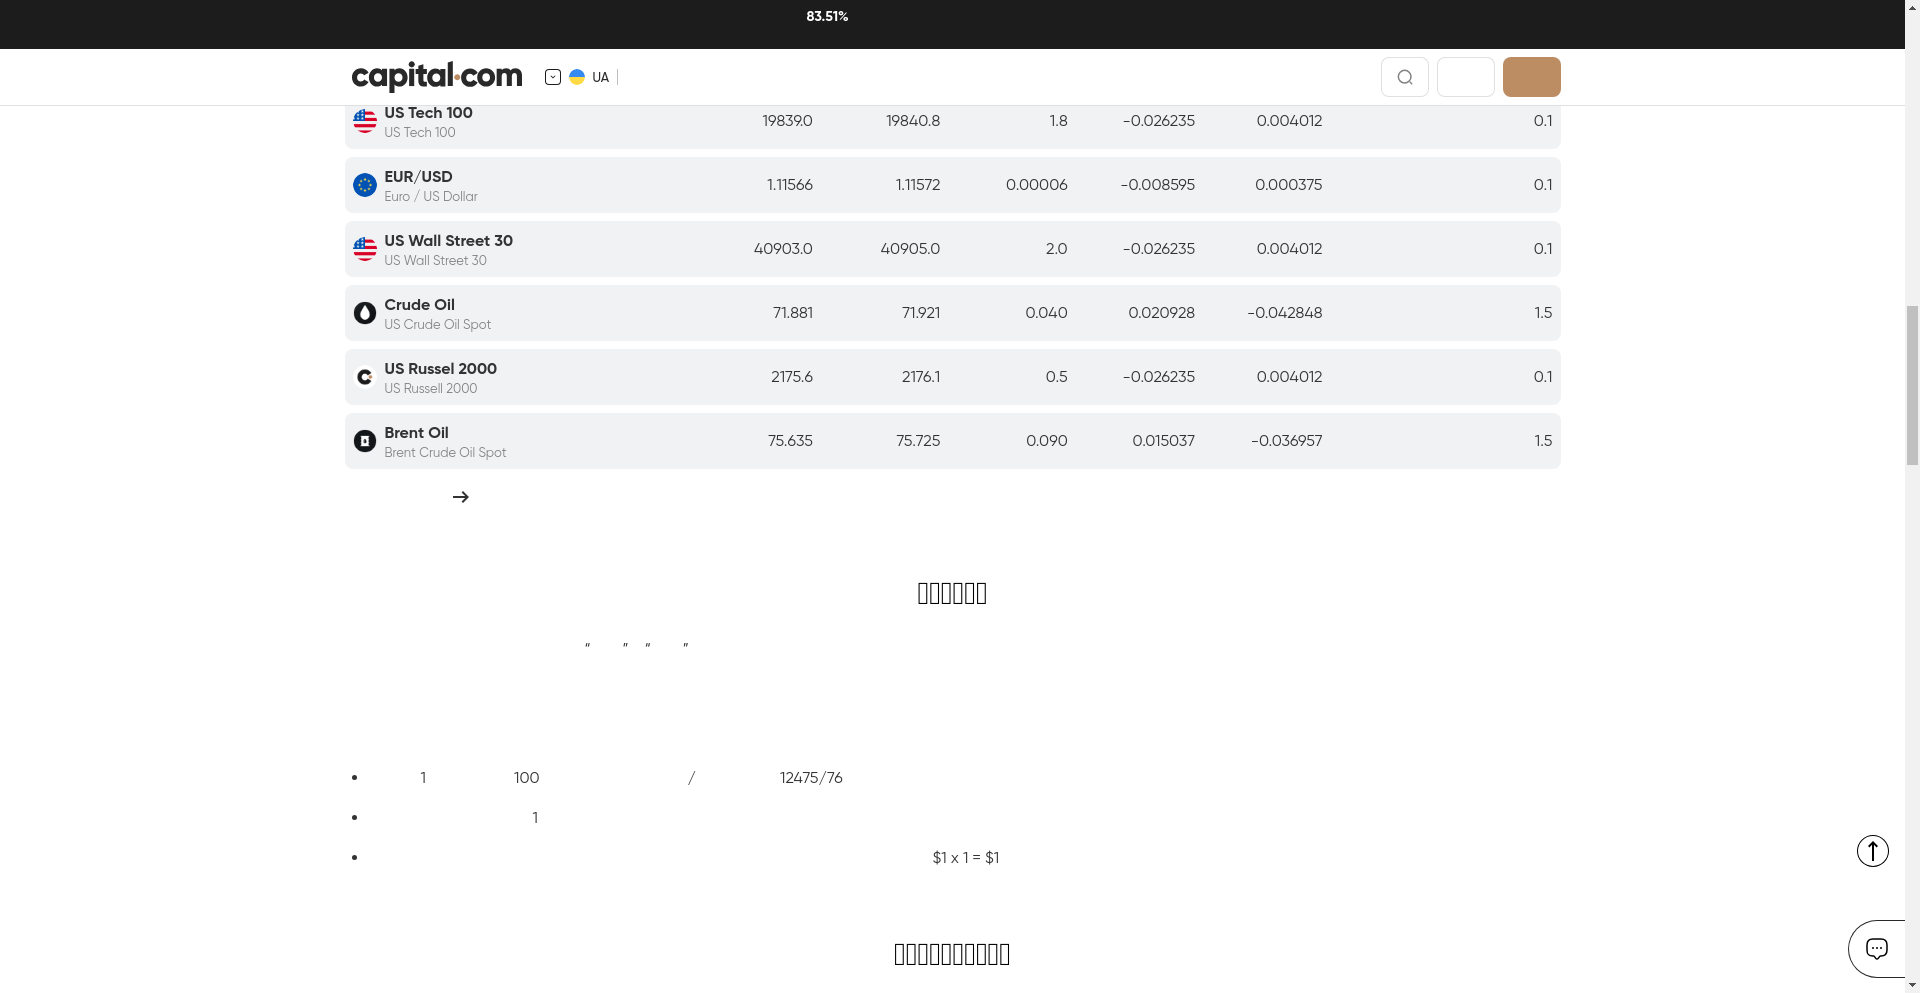 83.51%
capital.com
UA
US Tech 100
US Tech 100
19839.0 19840.8 1.8 -0.026235 0.004012 0.1
EUR/USD
Euro / US Dollar
1.11566 1.11572 0.00006 -0.008595 0.000375 0.1
US Wall Street 30
US Wall Street 30
40903.0 40905.0 2.0 -0.026235 0.004012 0.1
Crude Oil
US Crude Oil Spot
71.881 71.921 0.040 0.020928 -0.042848 1.5
US Russel 2000
US Russell 2000
2175.6 2176.1 0.5 -0.026235 0.004012 0.1
Brent Oil
Brent Crude Oil Spot
75.635 75.725 0.090 0.015037 -0.036957 1.5
“ ” “ ”
• 1 100 / 12475/76
• 1
• $1 x 1 = $1